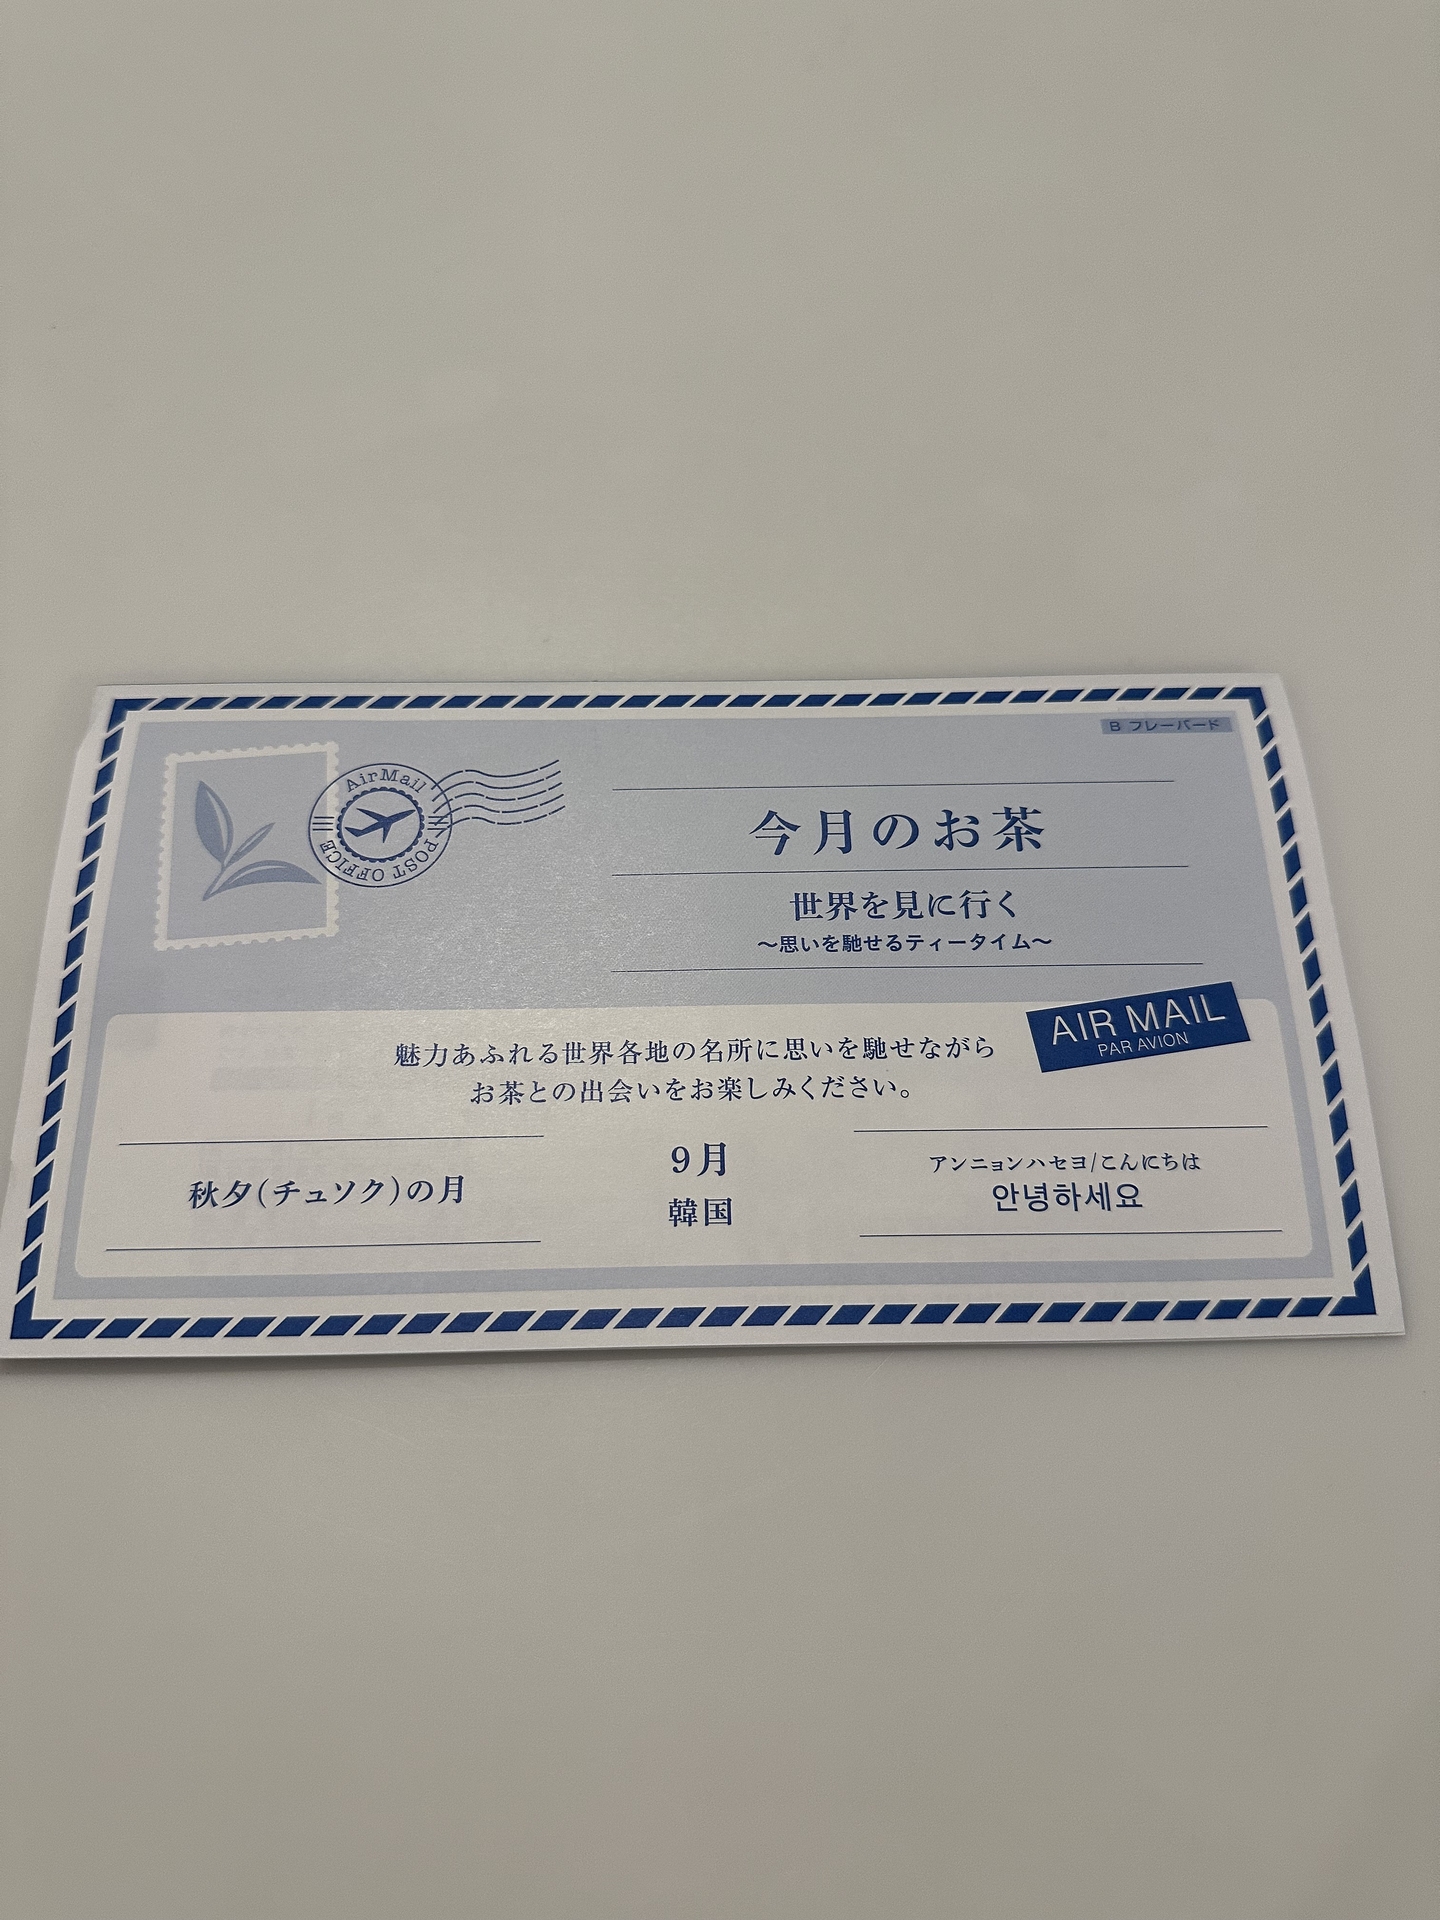 B フレーバード
AirMail
POST OFFICE
今月のお茶
世界を見に行く
〜思いを馳せるティータイム〜
AIR MAIL
PAR AVION
魅力あふれる世界各地の名所に思いを馳せながら
お茶との出会いをお楽しみください。
秋夕(チュソク)の月
9月
韓国
アンニョンハセヨ/こんにちは
안녕하세요